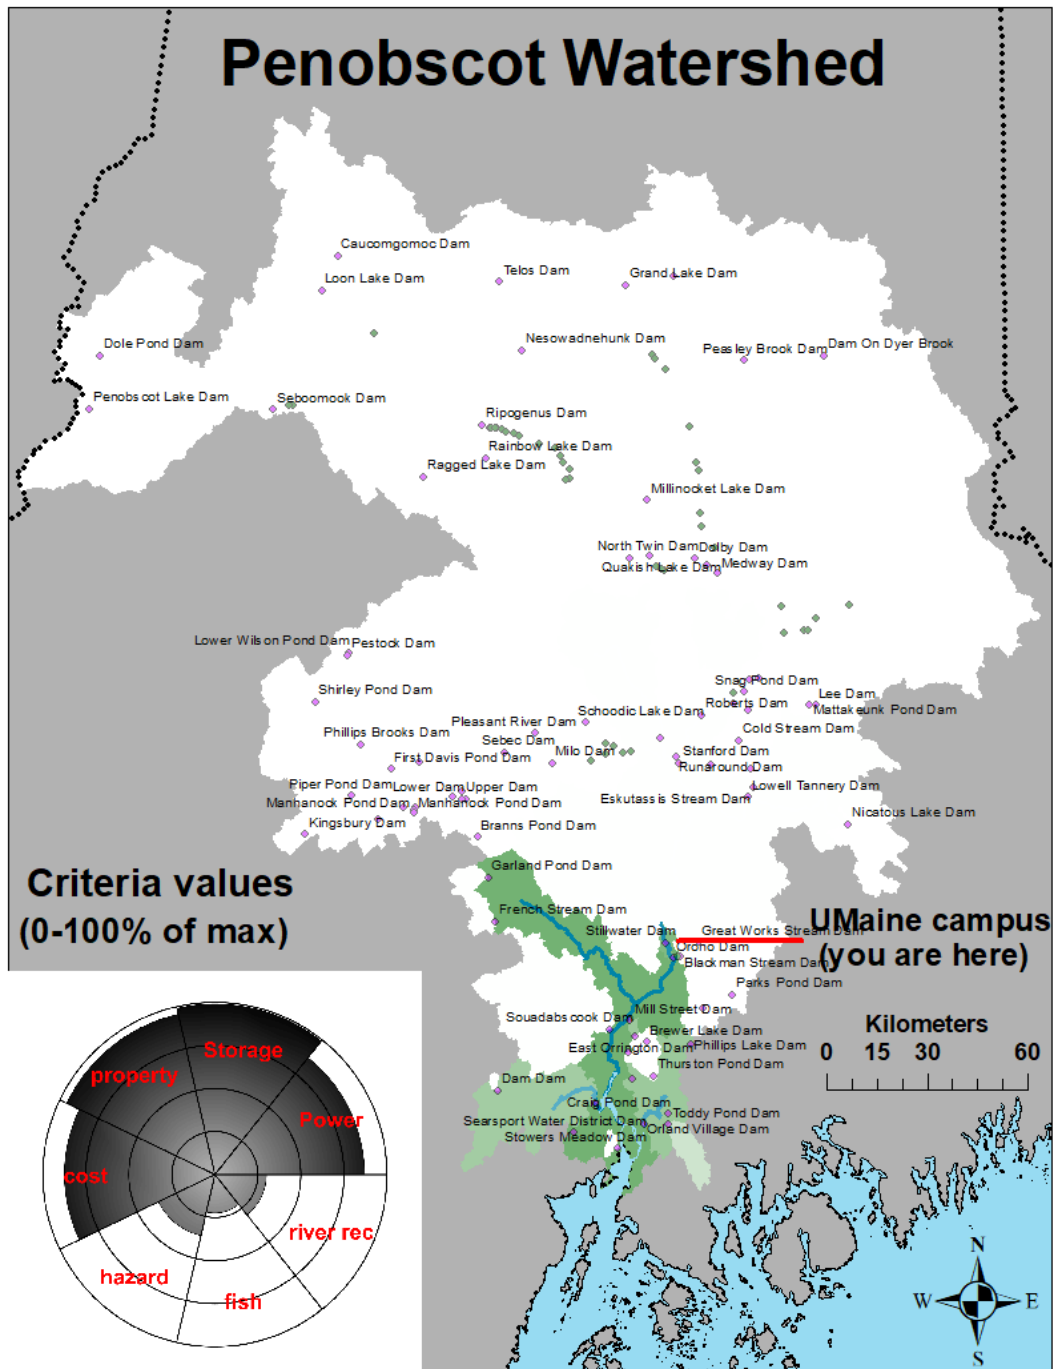 Penobscot Watershed
Caucomgomoc Dam
Loon Lake Dam
Telos Dam
Grand Lake Dam
Dole Pond Dam
Nesowadnehunk Dam
Peasley Brook Dam
Dam On Dyer Brook
Penobscot Lake Dam
Seboomook Dam
Ripogenus Dam
Rainbow Lake Dam
Ragged Lake Dam
Millinocket Lake Dam
North Twin Dam
Dolby Dam
Quakish Lake Dam
Medway Dam
Lower Wilson Pond Dam
Pestock Dam
Shirley Pond Dam
Snag Pond Dam
Lee Dam
Roberts Dam
Mattakeunk Pond Dam
Schoodic Lake Dam
Pleasant River Dam
Phillips Brooks Dam
Cold Stream Dam
Sebec Dam
Milo Dam
Stanford Dam
First Davis Pond Dam
Runaround Dam
Piper Pond Dam
Lower Dam
Upper Dam
Lowell Tannery Dam
Manhanock Pond Dam
Manhanock Pond Dam
Eskutassis Stream Dam
Kingsbury Dam
Branns Pond Dam
Nicatous Lake Dam
Garland Pond Dam
Criteria values
(0-100% of max)
French Stream Dam
Stillwater Dam
Great Works Stream Dam
UMaine campus
(you are here)
Orono Dam
Blackman Stream Dam
Parks Pond Dam
Souadabscook Dam
Mill Street Dam
Brewer Lake Dam
East Orrington Dam
Phillips Lake Dam
Thurston Pond Dam
Kilometers
0 15 30 60
Dam Dam
Craig Pond Dam
Toddy Pond Dam
Searsport Water District Dam
Orland Village Dam
Stowers Meadow Dam
Storage
property
Power
cost
river rec
hazard
fish
N
W E
S